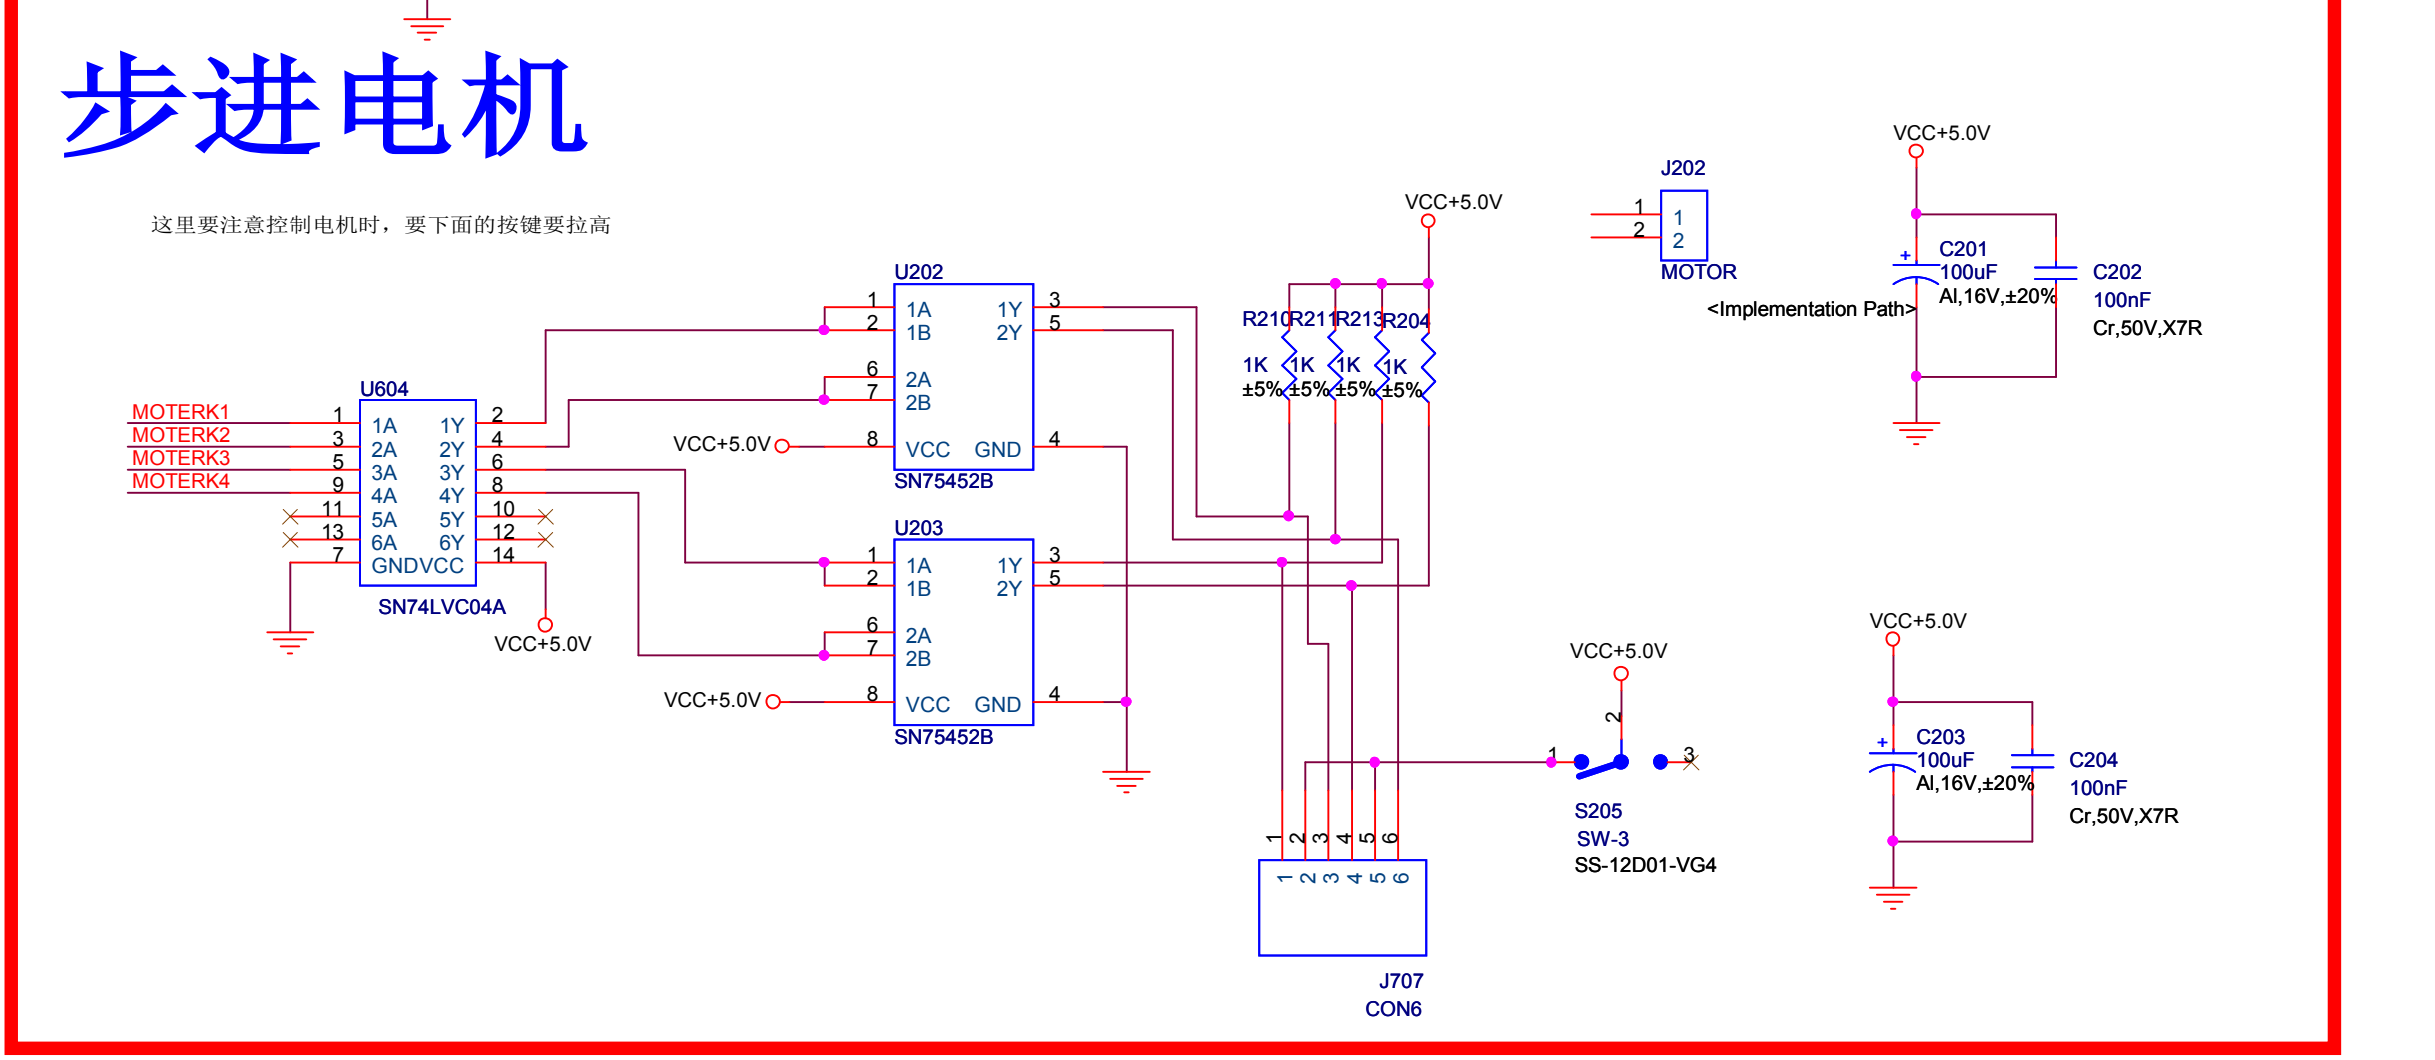 步进电机
这里要注意控制电机时，要下面的按键要拉高
MOTERK1
MOTERK2
MOTERK3
MOTERK4
U604
1 1A 1Y 2
3 2A 2Y 4
5 3A 3Y 6
9 4A 4Y 8
11 5A 5Y 10
13 6A 6Y 12
7 GND VCC 14
SN74LVC04A
VCC+5.0V
U202
1 1A 1Y 3
2 1B 2Y 5
6 2A
7 2B
VCC+5.0V 8 VCC GND 4
SN75452B
U203
1 1A 1Y 3
2 1B 2Y 5
6 2A
7 2B
VCC+5.0V 8 VCC GND 4
SN75452B
VCC+5.0V
R210 R211 R213 R204
1K 1K 1K 1K
±5% ±5% ±5% ±5%
J202
1 1
2 2
MOTOR
VCC+5.0V
+ C201
100uF
Al,16V,±20%
<Implementation Path>
C202
100nF
Cr,50V,X7R
VCC+5.0V
2
1 3
S205
SW-3
SS-12D01-VG4
1 2 3 4 5 6
1 2 3 4 5 6
J707
CON6
VCC+5.0V
+ C203
100uF
Al,16V,±20%
C204
100nF
Cr,50V,X7R